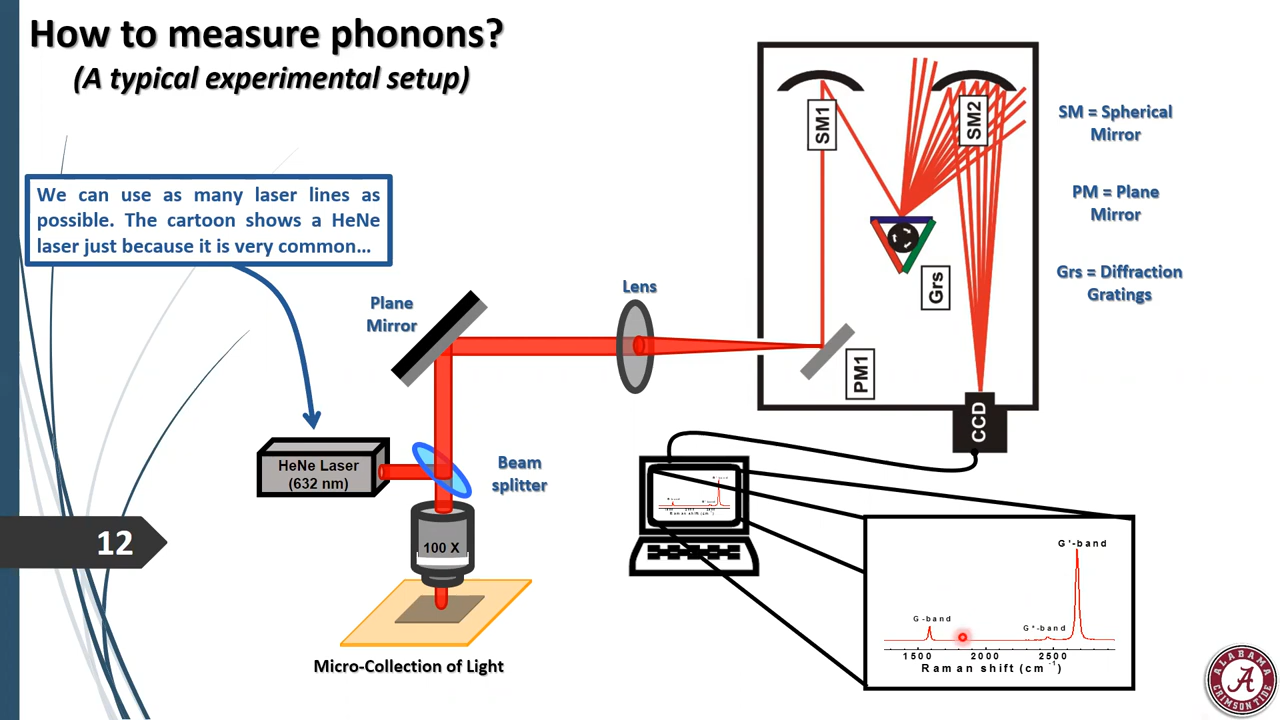 How to measure phonons?
(A typical experimental setup)
We can use as many laser lines as
possible. The cartoon shows a HeNe
laser just because it is very common…
Plane
Mirror
Lens
HeNe Laser
(632 nm)
Beam
splitter
100 X
Micro-Collection of Light
12
SM1
SM2
Grs
PM1
CCD
SM = Spherical
Mirror
PM = Plane
Mirror
Grs = Diffraction
Gratings
G'-band
G-band
G*-band
1500 2000 2500
Raman shift (cm-1)
ALABAMA
A
CRIMSON TIDE